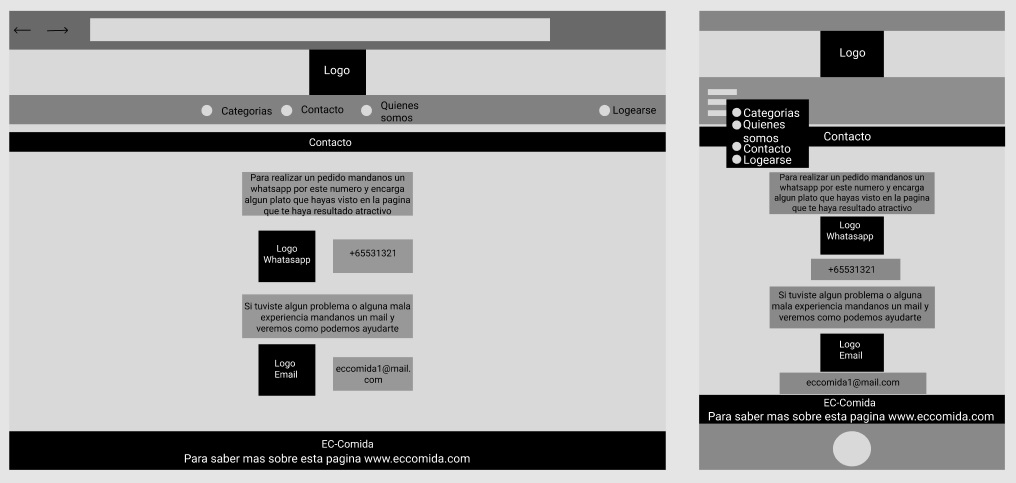 Logo
Categorias
Contacto
Quienes
somos
Logearse
Contacto
Para realizar un pedido mandanos un
whatsapp por este numero y encarga
algun plato que hayas visto en la pagina
que te haya resultado atractivo
Logo
Whatasapp
+65531321
Si tuviste algun problema o alguna mala
experiencia mandanos un mail y
veremos como podemos ayudarte
Logo
Email
eccomida1@mail.
com
EC-Comida
Para saber mas sobre esta pagina www.eccomida.com
Logo
Categorias
Quienes
somos
Contacto
Logearse
Contacto
Para realizar un pedido mandanos un
whatsapp por este numero y encarga
algun plato que hayas visto en la pagina
que te haya resultado atractivo
Logo
Whatasapp
+65531321
Si tuviste algun problema o alguna
mala experiencia mandanos un mail y
veremos como podemos ayudarte
Logo
Email
eccomida1@mail.com
EC-Comida
Para saber mas sobre esta pagina www.eccomida.com